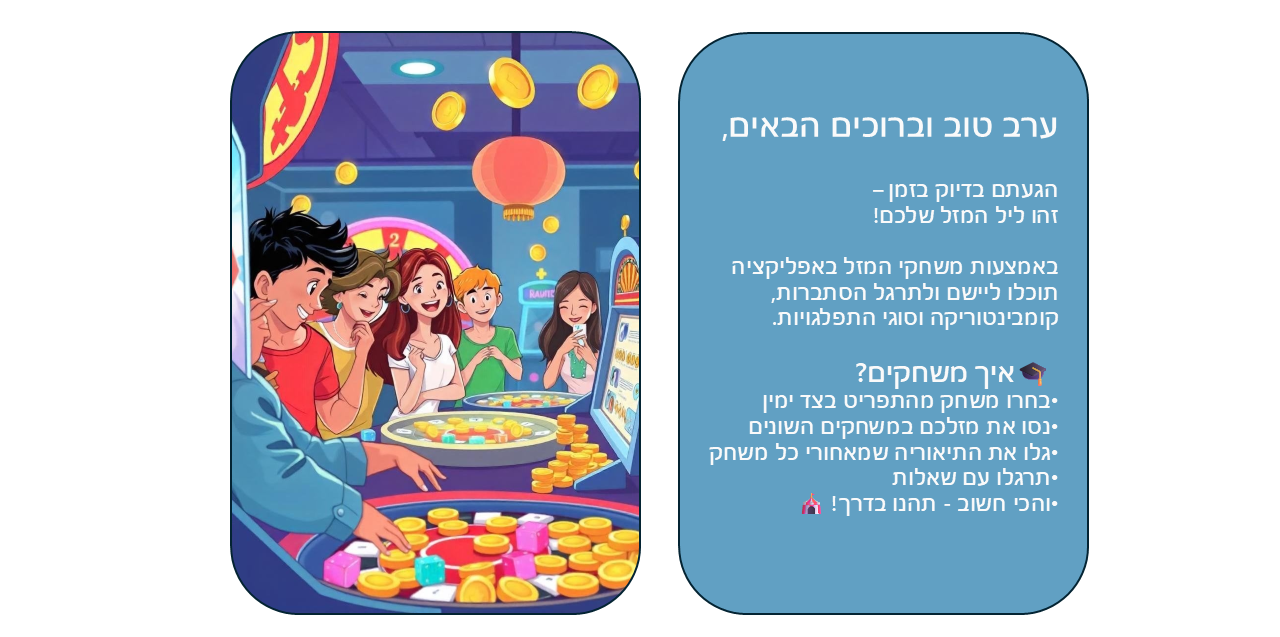 ערב טוב וברוכים הבאים,
הגעתם בדיוק בזמן –
זהו ליל המזל שלכם!
באמצעות משחקי המזל באפליקציה
תוכלו ליישם ולתרגל הסתברות,
קומבינטוריקה וסוגי התפלגויות.
🎓איך משחקים?
•בחרו משחק מהתפריט בצד ימין
•נסו את מזלכם במשחקים השונים
•גלו את התיאוריה שמאחורי כל משחק
•תרגלו עם שאלות
•והכי חשוב - תהנו בדרך! 🎪
2